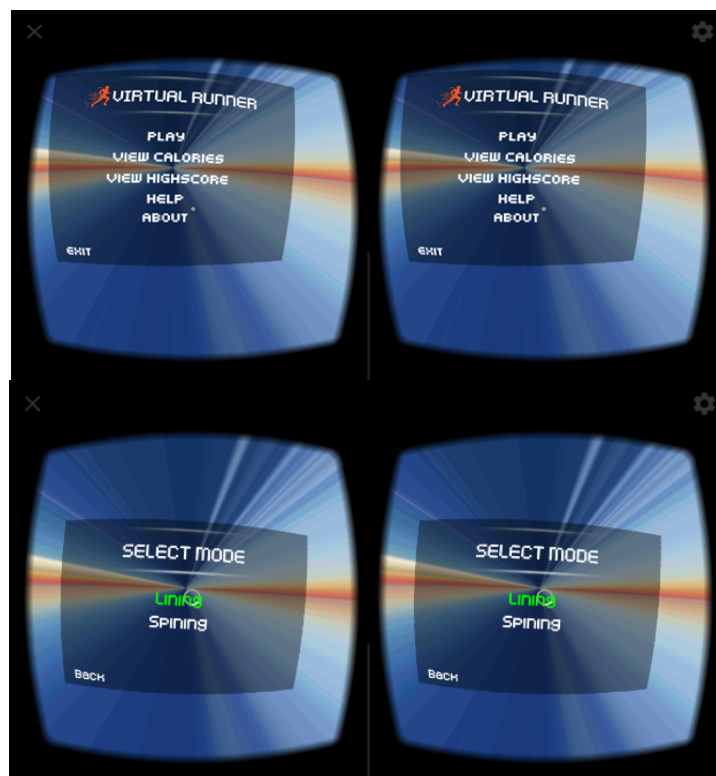 VIRTUAL RUNNER
PLAY
VIEW CALORIES
VIEW HIGHSCORE
HELP
ABOUT
EXIT
VIRTUAL RUNNER
PLAY
VIEW CALORIES
VIEW HIGHSCORE
HELP
ABOUT
EXIT
SELECT MODE
Lining
Spining
Back
SELECT MODE
Lining
Spining
Back